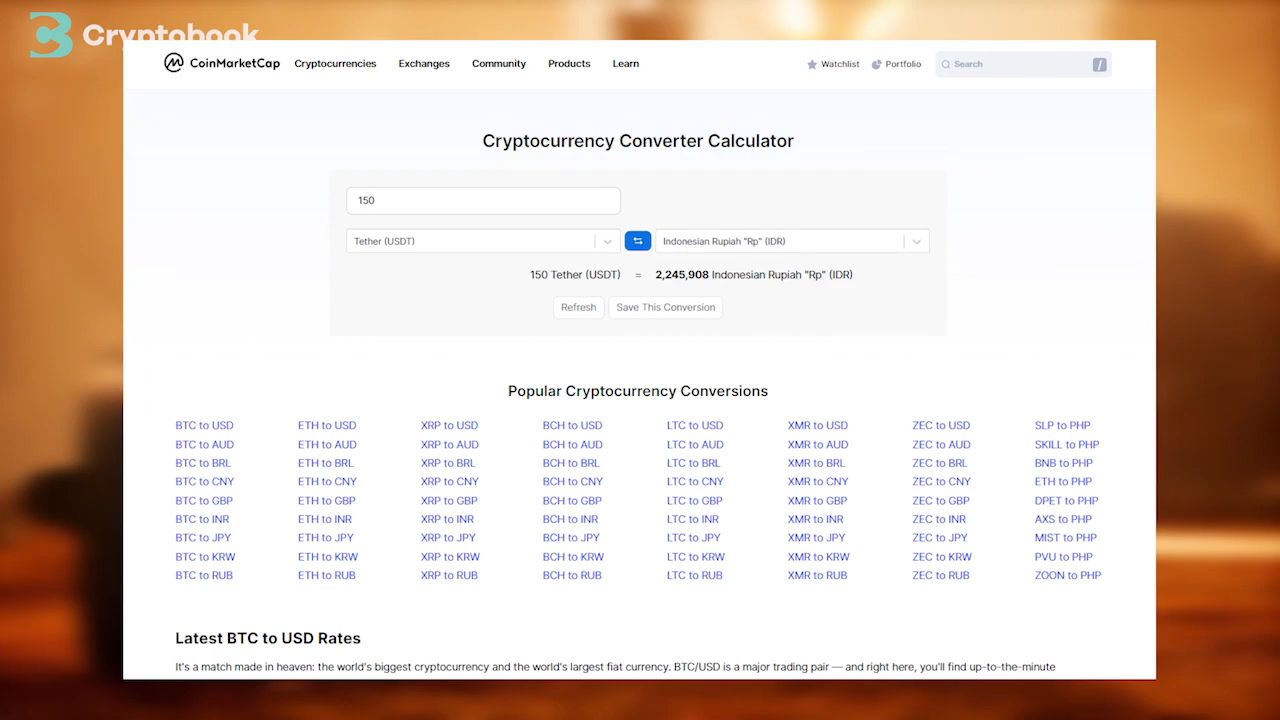 Cryptobook
CoinMarketCap Cryptocurrencies Exchanges Community Products Learn Watchlist Portfolio Search /
Cryptocurrency Converter Calculator
150
Tether (USDT) Indonesian Rupiah "Rp" (IDR)
150 Tether (USDT) = 2,245,908 Indonesian Rupiah "Rp" (IDR)
Refresh Save This Conversion
Popular Cryptocurrency Conversions
BTC to USD ETH to USD XRP to USD BCH to USD LTC to USD XMR to USD ZEC to USD SLP to PHP
BTC to AUD ETH to AUD XRP to AUD BCH to AUD LTC to AUD XMR to AUD ZEC to AUD SKILL to PHP
BTC to BRL ETH to BRL XRP to BRL BCH to BRL LTC to BRL XMR to BRL ZEC to BRL BNB to PHP
BTC to CNY ETH to CNY XRP to CNY BCH to CNY LTC to CNY XMR to CNY ZEC to CNY ETH to PHP
BTC to GBP ETH to GBP XRP to GBP BCH to GBP LTC to GBP XMR to GBP ZEC to GBP DPET to PHP
BTC to INR ETH to INR XRP to INR BCH to INR LTC to INR XMR to INR ZEC to INR AXS to PHP
BTC to JPY ETH to JPY XRP to JPY BCH to JPY LTC to JPY XMR to JPY ZEC to JPY MIST to PHP
BTC to KRW ETH to KRW XRP to KRW BCH to KRW LTC to KRW XMR to KRW ZEC to KRW PVU to PHP
BTC to RUB ETH to RUB XRP to RUB BCH to RUB LTC to RUB XMR to RUB ZEC to RUB ZOON to PHP
Latest BTC to USD Rates
It's a match made in heaven: the world's biggest cryptocurrency and the world's largest fiat currency. BTC/USD is a major trading pair — and right here, you'll find up-to-the-minute